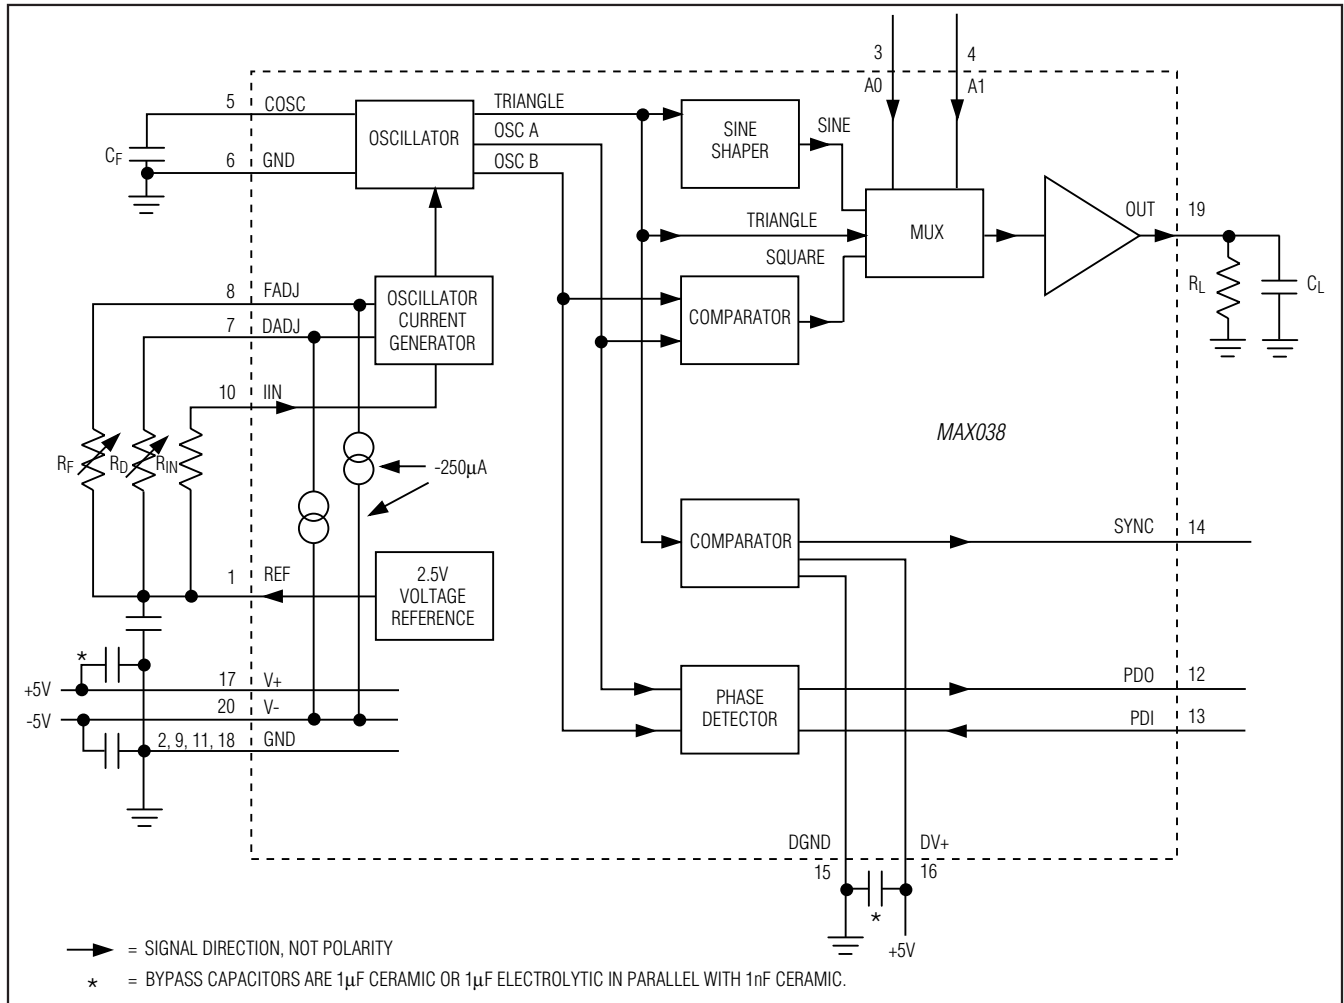 3
4
A0
A1
5
COSC
TRIANGLE
OSCILLATOR
OSC A
OSC B
SINE
SHAPER
SINE
CF
6
GND
TRIANGLE
MUX
OUT
19
SQUARE
RL
CL
8
FADJ
OSCILLATOR
CURRENT
GENERATOR
7
DADJ
COMPARATOR
10
IIN
MAX038
RF
RD
RIN
-250µA
COMPARATOR
SYNC
14
1
REF
2.5V
VOLTAGE
REFERENCE
*
+5V
17
V+
PHASE
DETECTOR
PDO
12
-5V
20
V-
PDI
13
2, 9, 11, 18
GND
DGND
DV+
15
16
*
+5V
= SIGNAL DIRECTION, NOT POLARITY
* = BYPASS CAPACITORS ARE 1µF CERAMIC OR 1µF ELECTROLYTIC IN PARALLEL WITH 1nF CERAMIC.